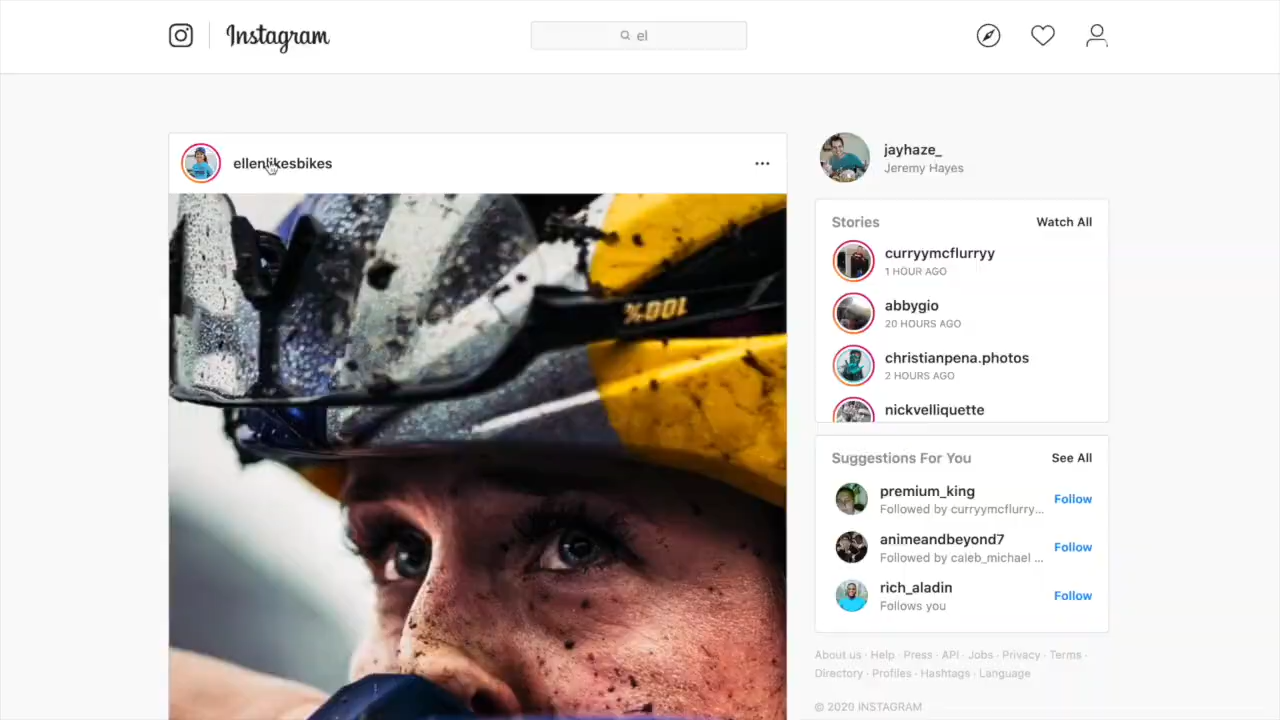 Instagram
el
ellenlikesbikes
100%
jayhaze_
Jeremy Hayes
Stories
Watch All
curryymcflurryy
1 HOUR AGO
abbygio
20 HOURS AGO
christianpena.photos
2 HOURS AGO
nickvelliquette
Suggestions For You
See All
premium_king
Followed by curryymcflurry...
Follow
animeandbeyond7
Followed by caleb_michael ...
Follow
rich_aladin
Follows you
Follow
About us · Help · Press · API · Jobs · Privacy · Terms ·
Directory · Profiles · Hashtags · Language
© 2020 INSTAGRAM